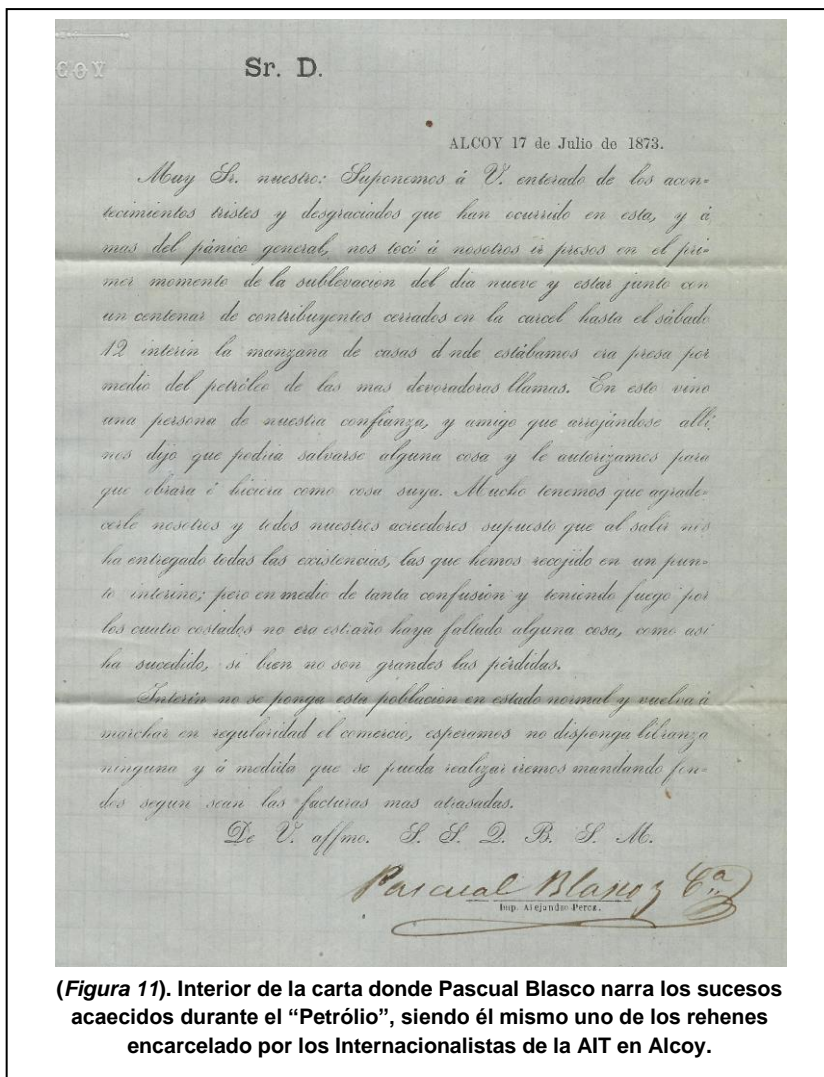 COY
Sr. D.
ALCOY 17 de Julio de 1873.
Muy Sr. nuestro: Suponemos á V. enterado de los acon-
tecimientos tristes y desgraciados que han ocurrido en esta, y á
mas del pánico general, nos tocó á nosotros ir presos en el pri-
mer momento de la sublevacion del dia nueve y estar junto con
un centenar de contribuyentes cerrados en la carcel hasta el sábado
12 interin la manzana de casas d nde estábamos era presa por
medio del petróleo de las mas devoradoras llamas. En esto vino
una persona de nuestra confianza, y amigo que arrojándose allí
nos dijo que podria salvarse alguna cosa y le autorizamos para
que obrara é hiciera como cosa suya. Mucho tenemos que agrade-
cerle nosotros y todos nuestros acreedores supuesto que al salir nos
ha entregado todas las existencias, las que hemos recojido en un pun-
to interino; pero en medio de tanta confusion y teniendo fuego por
los cuatro costados no era estraño haya faltado alguna cosa, como asi
ha sucedido, si bien no son grandes las pérdidas.
Interin no se ponga esta poblacion en estado normal y vuelva á
marchar en regularidad el comercio, esperamos no disponga libranza
ninguna y á medida que se pueda realizar iremos mandando fon-
dos segun sean las facturas mas atrasadas.
De V. affmo. S. S. Q. B. S. M.
Pascual Blasco y Cª
Imp. Alejandro Perez.
(Figura 11). Interior de la carta donde Pascual Blasco narra los sucesos
acaecidos durante el “Petrólio”, siendo él mismo uno de los rehenes
encarcelado por los Internacionalistas de la AIT en Alcoy.